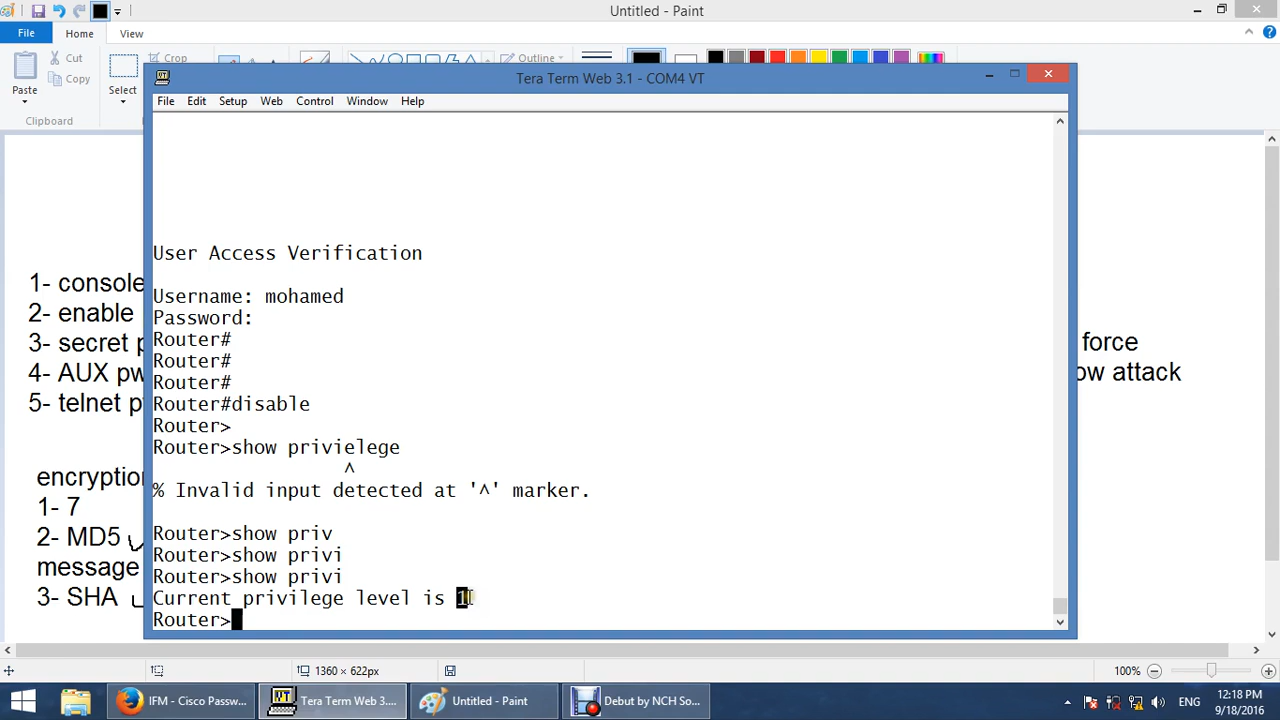 Untitled - Paint
File Home View
Cut
Crop
Outline
Copy
Paste
Select
Clipboard
Tera Term Web 3.1 - COM4 VT
File Edit Setup Web Control Window Help
User Access Verification
1- console
Username: mohamed
2- enable
Password:
Router#
3- secret p
force
Router#
4- AUX pw
ow attack
Router#
5- telnet p
Router#disable
Router>
Router>show privielege
^
encryption
% Invalid input detected at '^' marker.
1- 7
Router>show priv
2- MD5
Router>show privi
message
Router>show privi
3- SHA
Current privilege level is 1
Router>
1360 × 622px
100%
IFM - Cisco Passw...
Tera Term Web 3....
Untitled - Paint
Debut by NCH So...
ENG
12:18 PM
9/18/2016